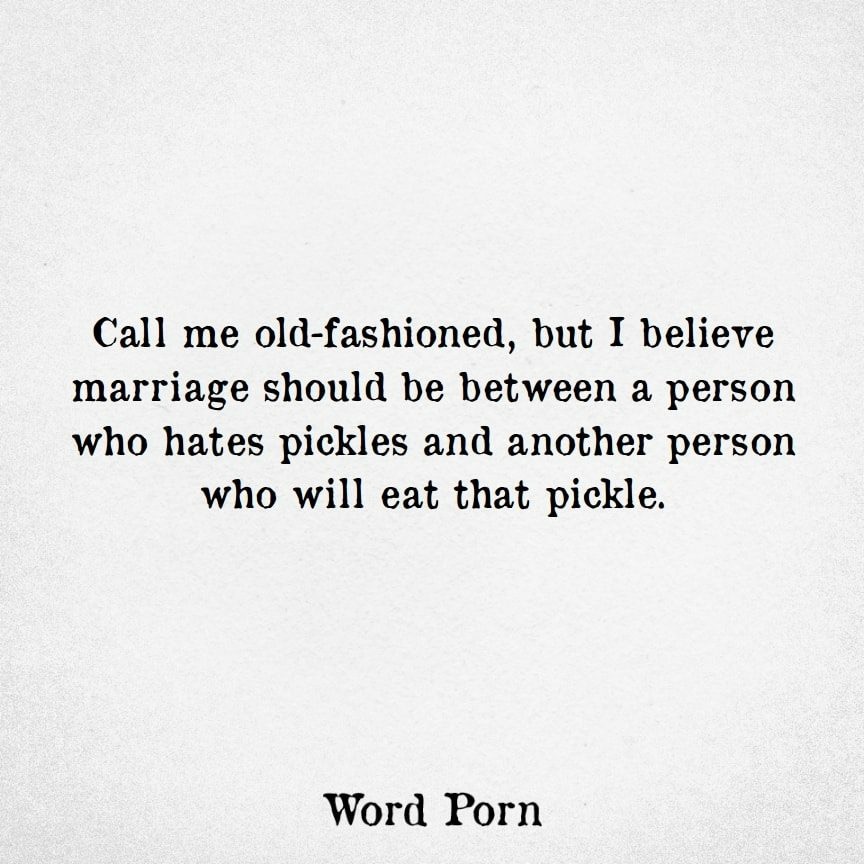 Call me old-fashioned, but I believe
marriage should be between a person
who hates pickles and another person
who will eat that pickle.
Word Porn